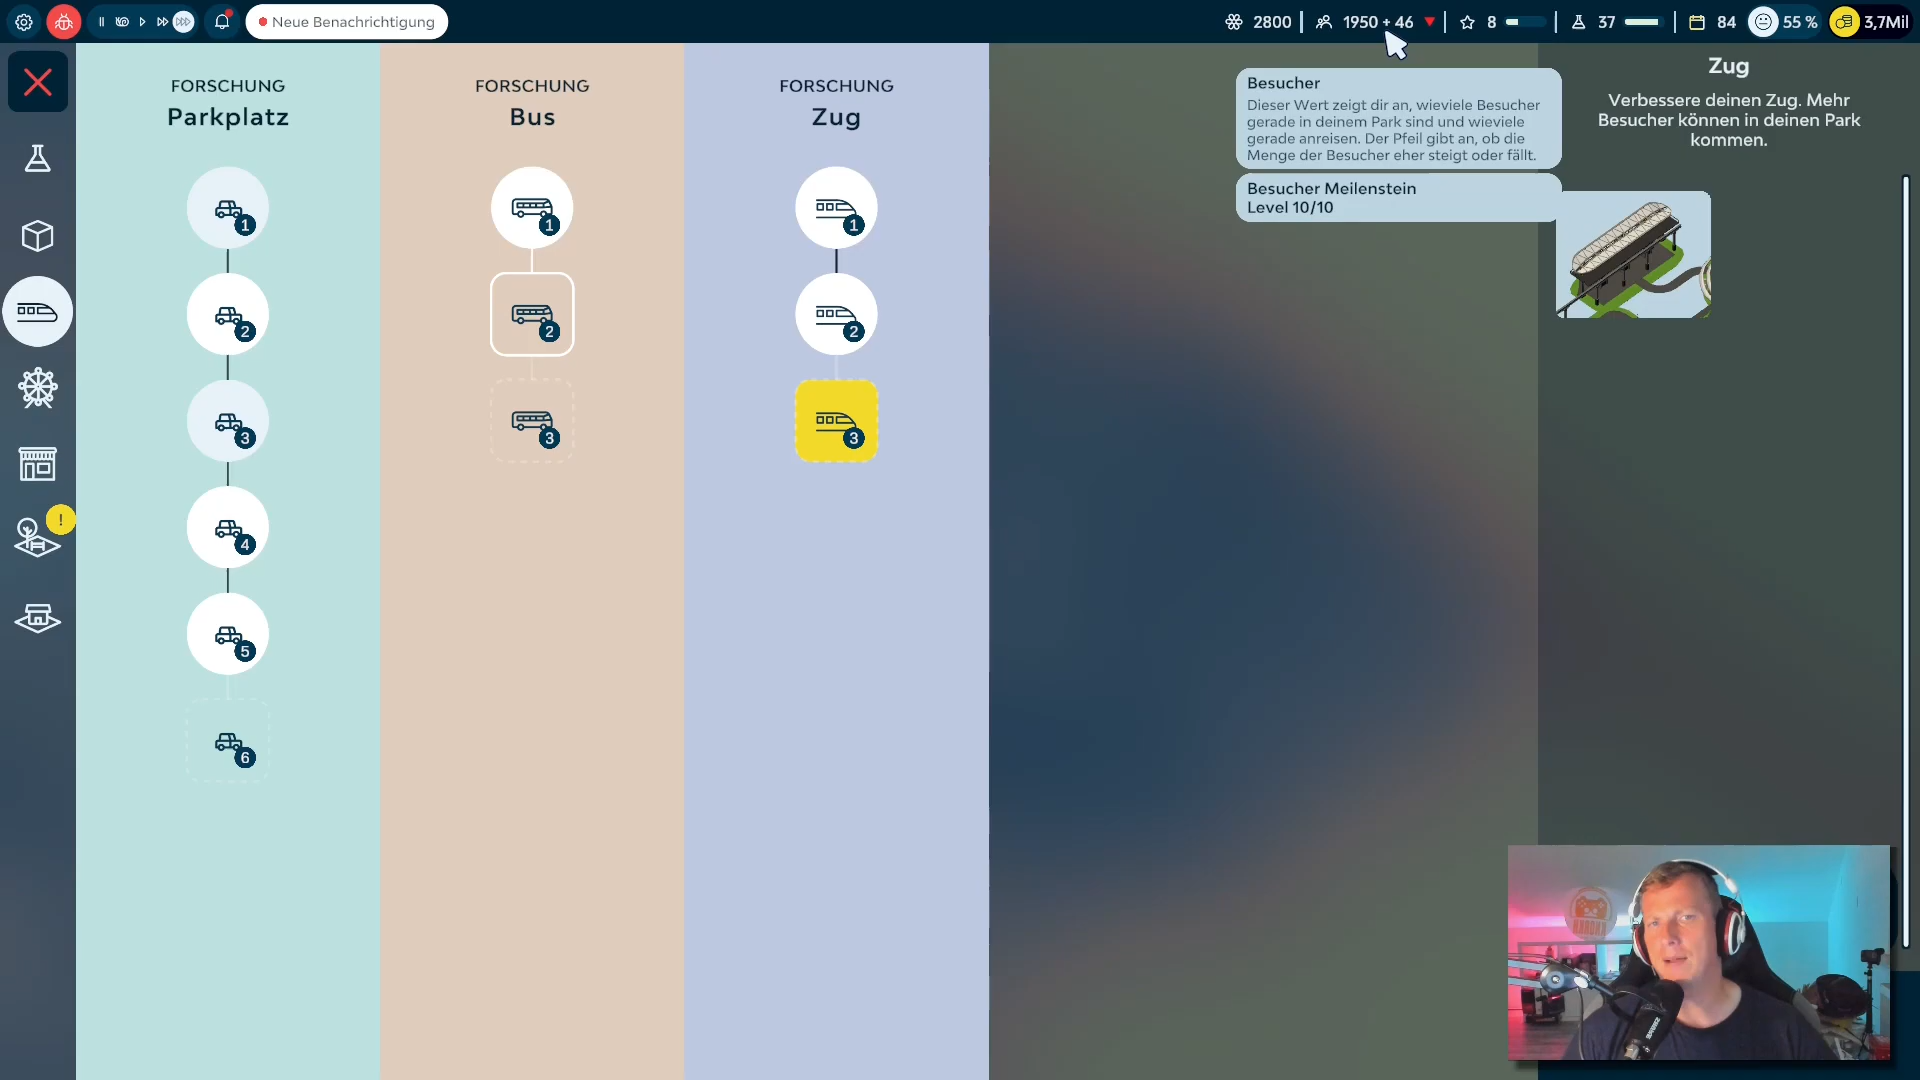 Neue Benachrichtigung
2800
1950 + 46
8
37
84
55 %
3,7Mil
FORSCHUNG
Parkplatz
1
2
3
4
5
6
FORSCHUNG
Bus
1
2
3
FORSCHUNG
Zug
1
2
3
Besucher
Dieser Wert zeigt dir an, wieviele Besucher
gerade in deinem Park sind und wieviele
gerade anreisen. Der Pfeil gibt an, ob die
Menge der Besucher eher steigt oder fällt.
Besucher Meilenstein
Level 10/10
Zug
Verbessere deinen Zug. Mehr
Besucher können in deinen Park
kommen.
!